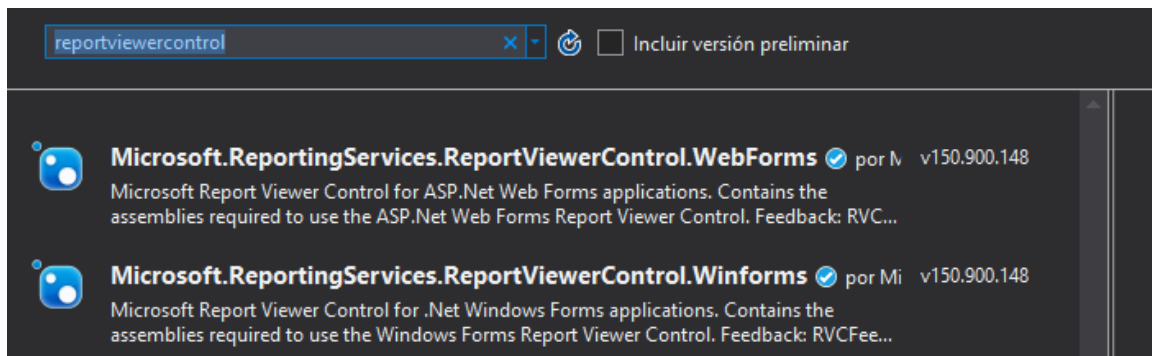 reportviewercontrol
Incluir versión preliminar
Microsoft.ReportingServices.ReportViewerControl.WebForms por v150.900.148
Microsoft Report Viewer Control for ASP.Net Web Forms applications. Contains the
assemblies required to use the ASP.Net Web Forms Report Viewer Control. Feedback: RVC...
Microsoft.ReportingServices.ReportViewerControl.Winforms por Mi v150.900.148
Microsoft Report Viewer Control for .Net Windows Forms applications. Contains the
assemblies required to use the Windows Forms Report Viewer Control. Feedback: RVCFee...